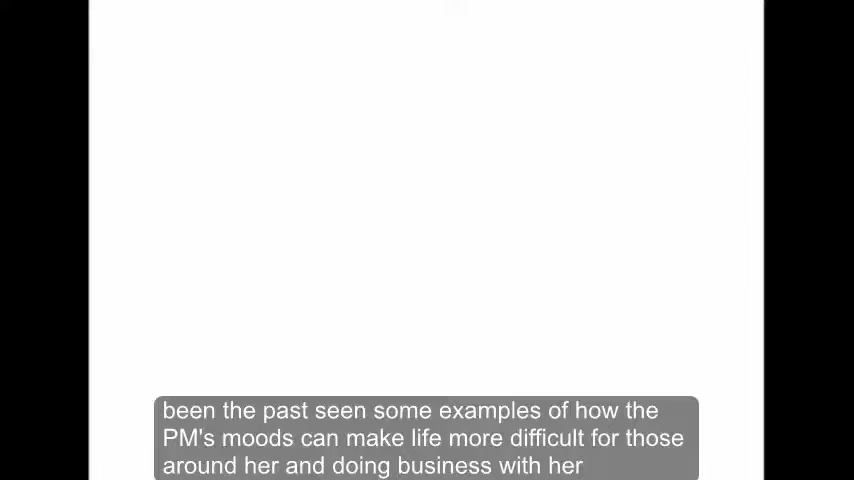 been the past seen some examples of how the
PM's moods can make life more difficult for those
around her and doing business with her